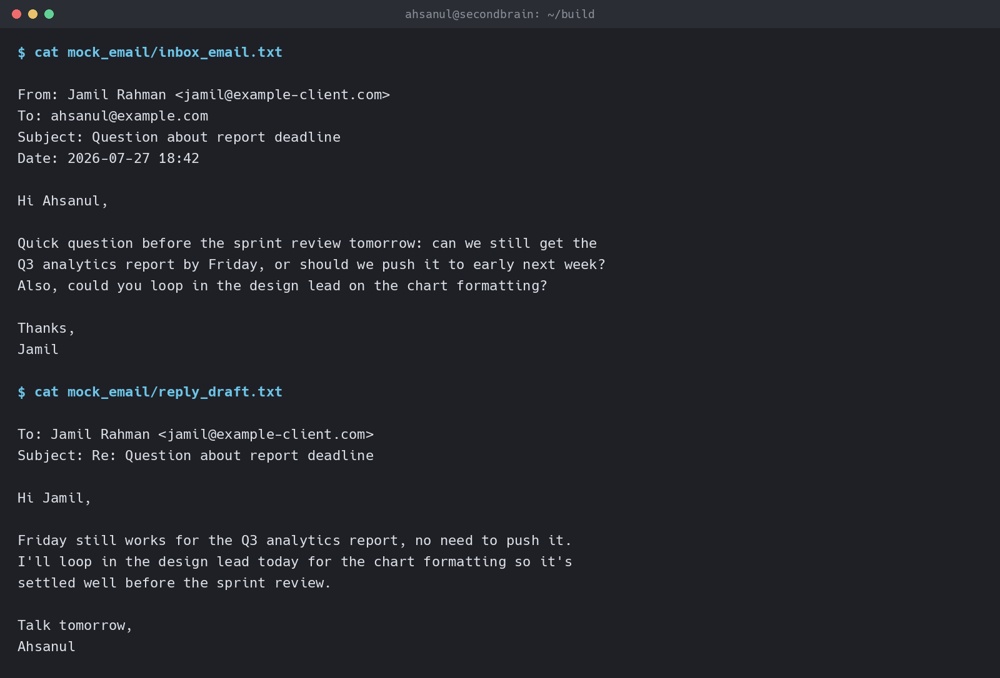 ahsanul@secondbrain: ~/build
$ cat mock_email/inbox_email.txt
From: Jamil Rahman <jamil@example-client.com>
To: ahsanul@example.com
Subject: Question about report deadline
Date: 2026-07-27 18:42
Hi Ahsanul,
Quick question before the sprint review tomorrow: can we still get the
Q3 analytics report by Friday, or should we push it to early next week?
Also, could you loop in the design lead on the chart formatting?
Thanks,
Jamil
$ cat mock_email/reply_draft.txt
To: Jamil Rahman <jamil@example-client.com>
Subject: Re: Question about report deadline
Hi Jamil,
Friday still works for the Q3 analytics report, no need to push it.
I'll loop in the design lead today for the chart formatting so it's
settled well before the sprint review.
Talk tomorrow,
Ahsanul